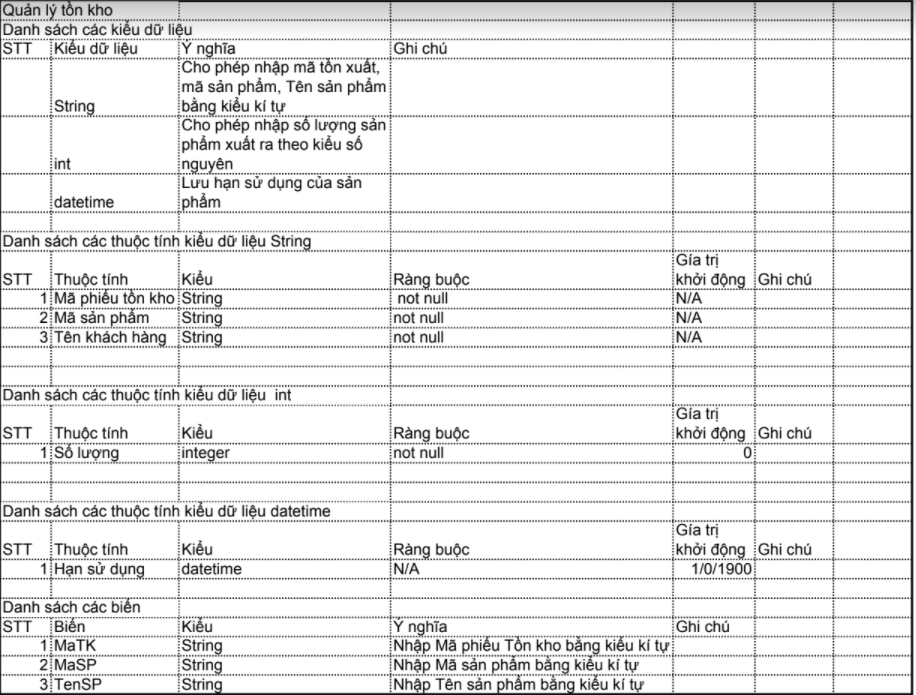 Quản lý tồn kho
Danh sách các kiểu dữ liệu
STT Kiểu dữ liệu Ý nghĩa Ghi chú
Cho phép nhập mã tồn xuất,
mã sản phẩm, Tên sản phẩm
String bằng kiểu kí tự
Cho phép nhập số lượng sản
phẩm xuất ra theo kiểu số
int nguyên
Lưu hạn sử dụng của sản
datetime phẩm
Danh sách các thuộc tính kiểu dữ liệu String
Gía trị
STT Thuộc tính Kiểu Ràng buộc khởi động Ghi chú
1 Mã phiếu tồn kho String not null N/A
2 Mã sản phẩm String not null N/A
3 Tên khách hàng String not null N/A
Danh sách các thuộc tính kiểu dữ liệu int
Gía trị
STT Thuộc tính Kiểu Ràng buộc khởi động Ghi chú
1 Số lượng integer not null 0
Danh sách các thuộc tính kiểu dữ liệu datetime
Gía trị
STT Thuộc tính Kiểu Ràng buộc khởi động Ghi chú
1 Hạn sử dụng datetime N/A 1/0/1900
Danh sách các biến
STT Biến Kiểu Ý nghĩa Ghi chú
1 MaTK String Nhập Mã phiếu Tồn kho bằng kiểu kí tự
2 MaSP String Nhập Mã sản phẩm bằng kiểu kí tự
3 TenSP String Nhập Tên sản phẩm bằng kiểu kí tự